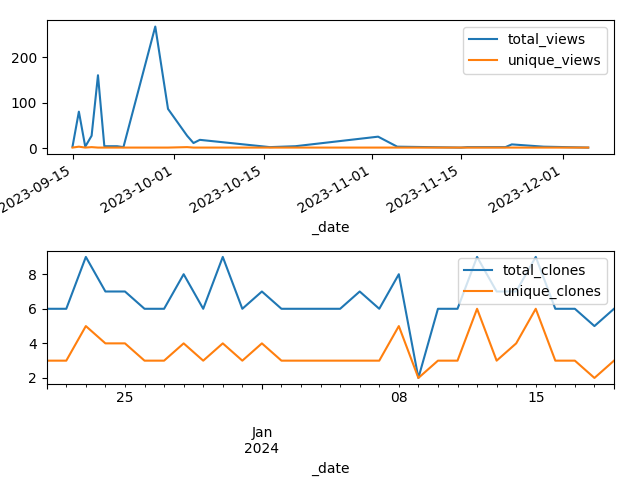 total_views
unique_views
200
100
0
2023-09-15
2023-10-01
2023-10-15
2023-11-01
2023-11-15
2023-12-01
_date
total_clones
unique_clones
8
6
4
2
25
08
15
Jan
2024
_date